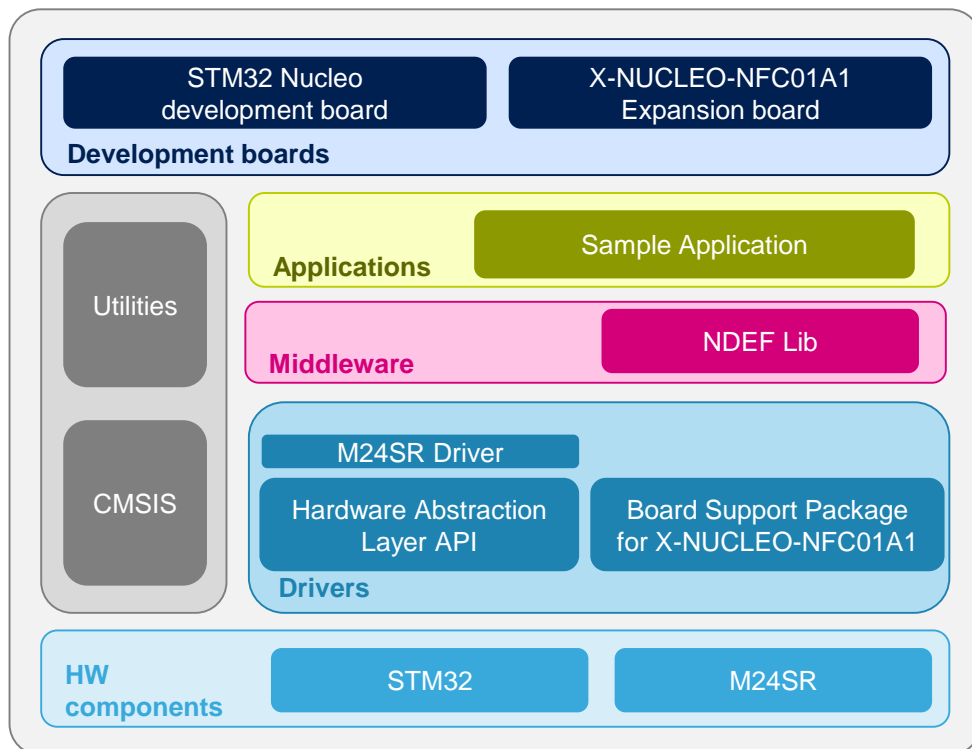 STM32 Nucleo
development board
X-NUCLEO-NFC01A1
Expansion board
Development boards
Utilities
CMSIS
Sample Application
Applications
NDEF Lib
Middleware
M24SR Driver
Hardware Abstraction
Layer API
Board Support Package
for X-NUCLEO-NFC01A1
Drivers
HW
components
STM32
M24SR